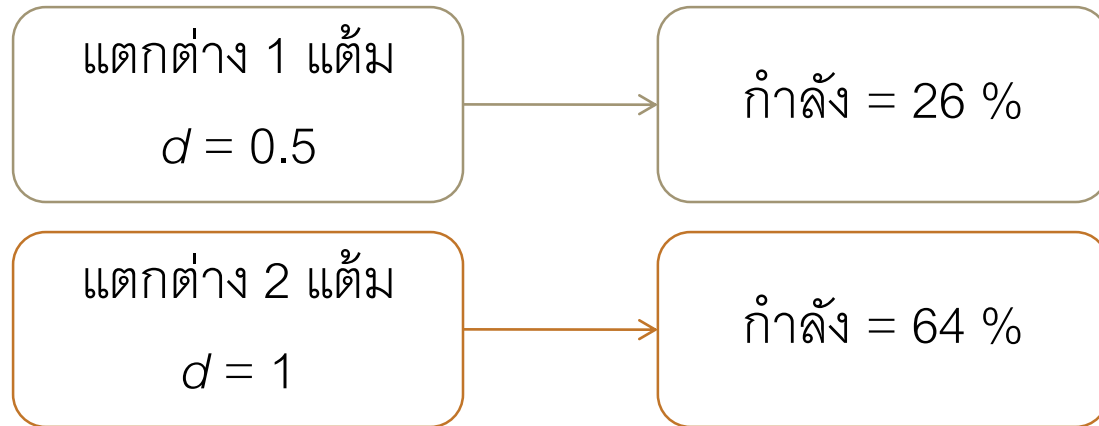 แตกต่าง 1 แต้ม
d = 0.5
กำลัง = 26 %
แตกต่าง 2 แต้ม
d = 1
กำลัง = 64 %